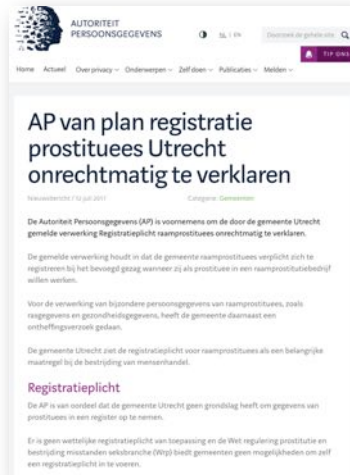 AUTORITEIT
PERSOONSGEGEVENS
NL | EN
Doorzoek de gehele site
TIP ONS
Home Actueel Over privacy Onderwerpen Zelf doen Publicaties Melden
AP van plan registratie
prostituees Utrecht
onrechtmatig te verklaren
Nieuwsbericht / 12 juli 2011
Categorie: Gemeenten
De Autoriteit Persoonsgegevens (AP) is voornemens om de door de gemeente Utrecht
gemelde verwerking Registratieplicht raamprostituees onrechtmatig te verklaren.
De gemelde verwerking houdt in dat de gemeente raamprostituees verplicht zich te
registreren bij het bevoegd gezag wanneer zij als prostituee in een raamprostitutiebedrijf
willen werken.
Voor de verwerking van bijzondere persoonsgegevens van raamprostituees, zoals
rasgegevens en gezondheidsgegevens, heeft de gemeente daarnaast een
ontheffingsverzoek gedaan.
De gemeente Utrecht ziet de registratieplicht voor raamprostituees als een belangrijke
maatregel bij de bestrijding van mensenhandel.
Registratieplicht
De AP is van oordeel dat de gemeente Utrecht geen grondslag heeft om gegevens van
prostituees in een register op te nemen.
Er is geen wettelijke registratieplicht van toepassing en de Wet regulering prostitutie en
bestrijding misstanden seksbranche (Wrp) biedt gemeenten geen mogelijkheden om zelf
een registratieplicht in te voeren.